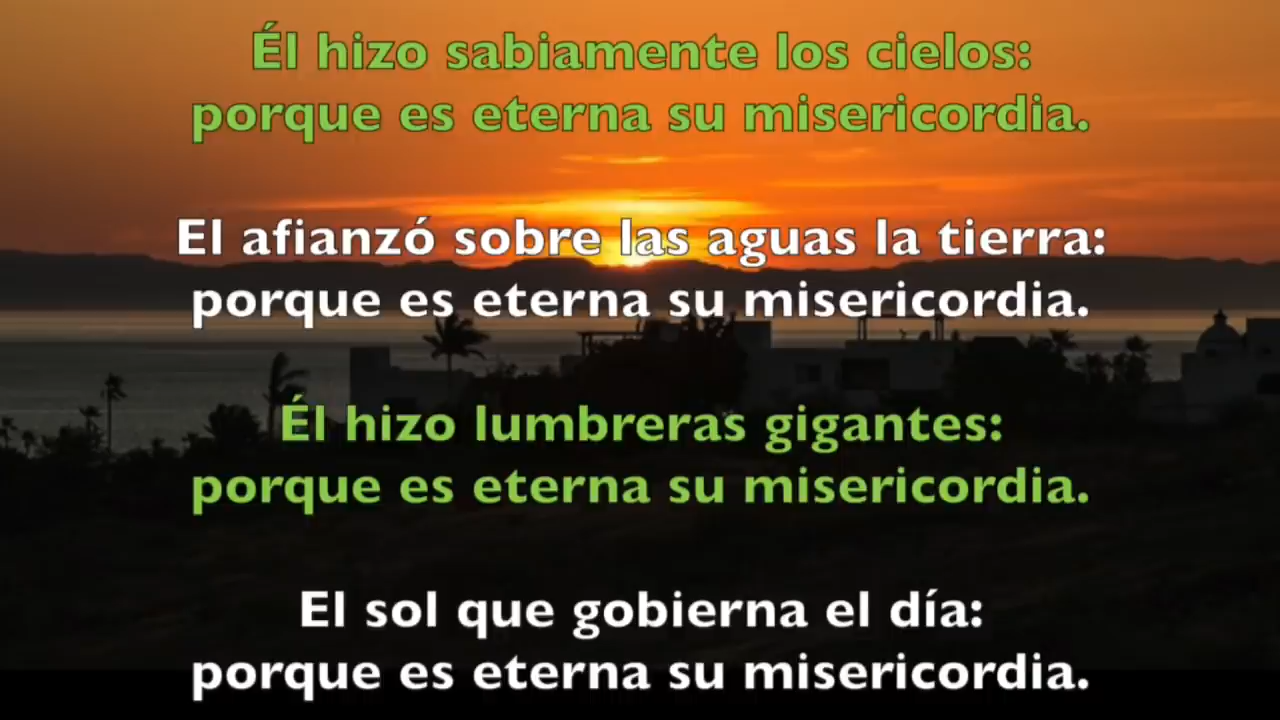 Él hizo sabiamente los cielos:
porque es eterna su misericordia.
El afianzó sobre las aguas la tierra:
porque es eterna su misericordia.
Él hizo lumbreras gigantes:
porque es eterna su misericordia.
El sol que gobierna el día:
porque es eterna su misericordia.